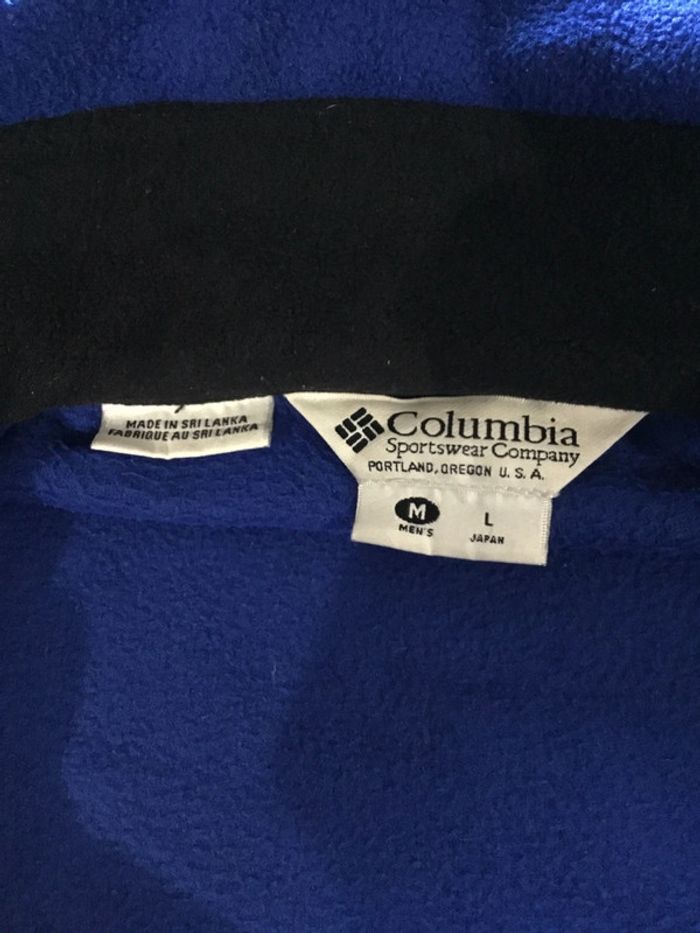 MADE IN SRI LANKA
FABRIQUE AU SRI LANKA
Columbia
Sportswear Company
PORTLAND, OREGON U.S.A.
M L
MEN'S JAPAN